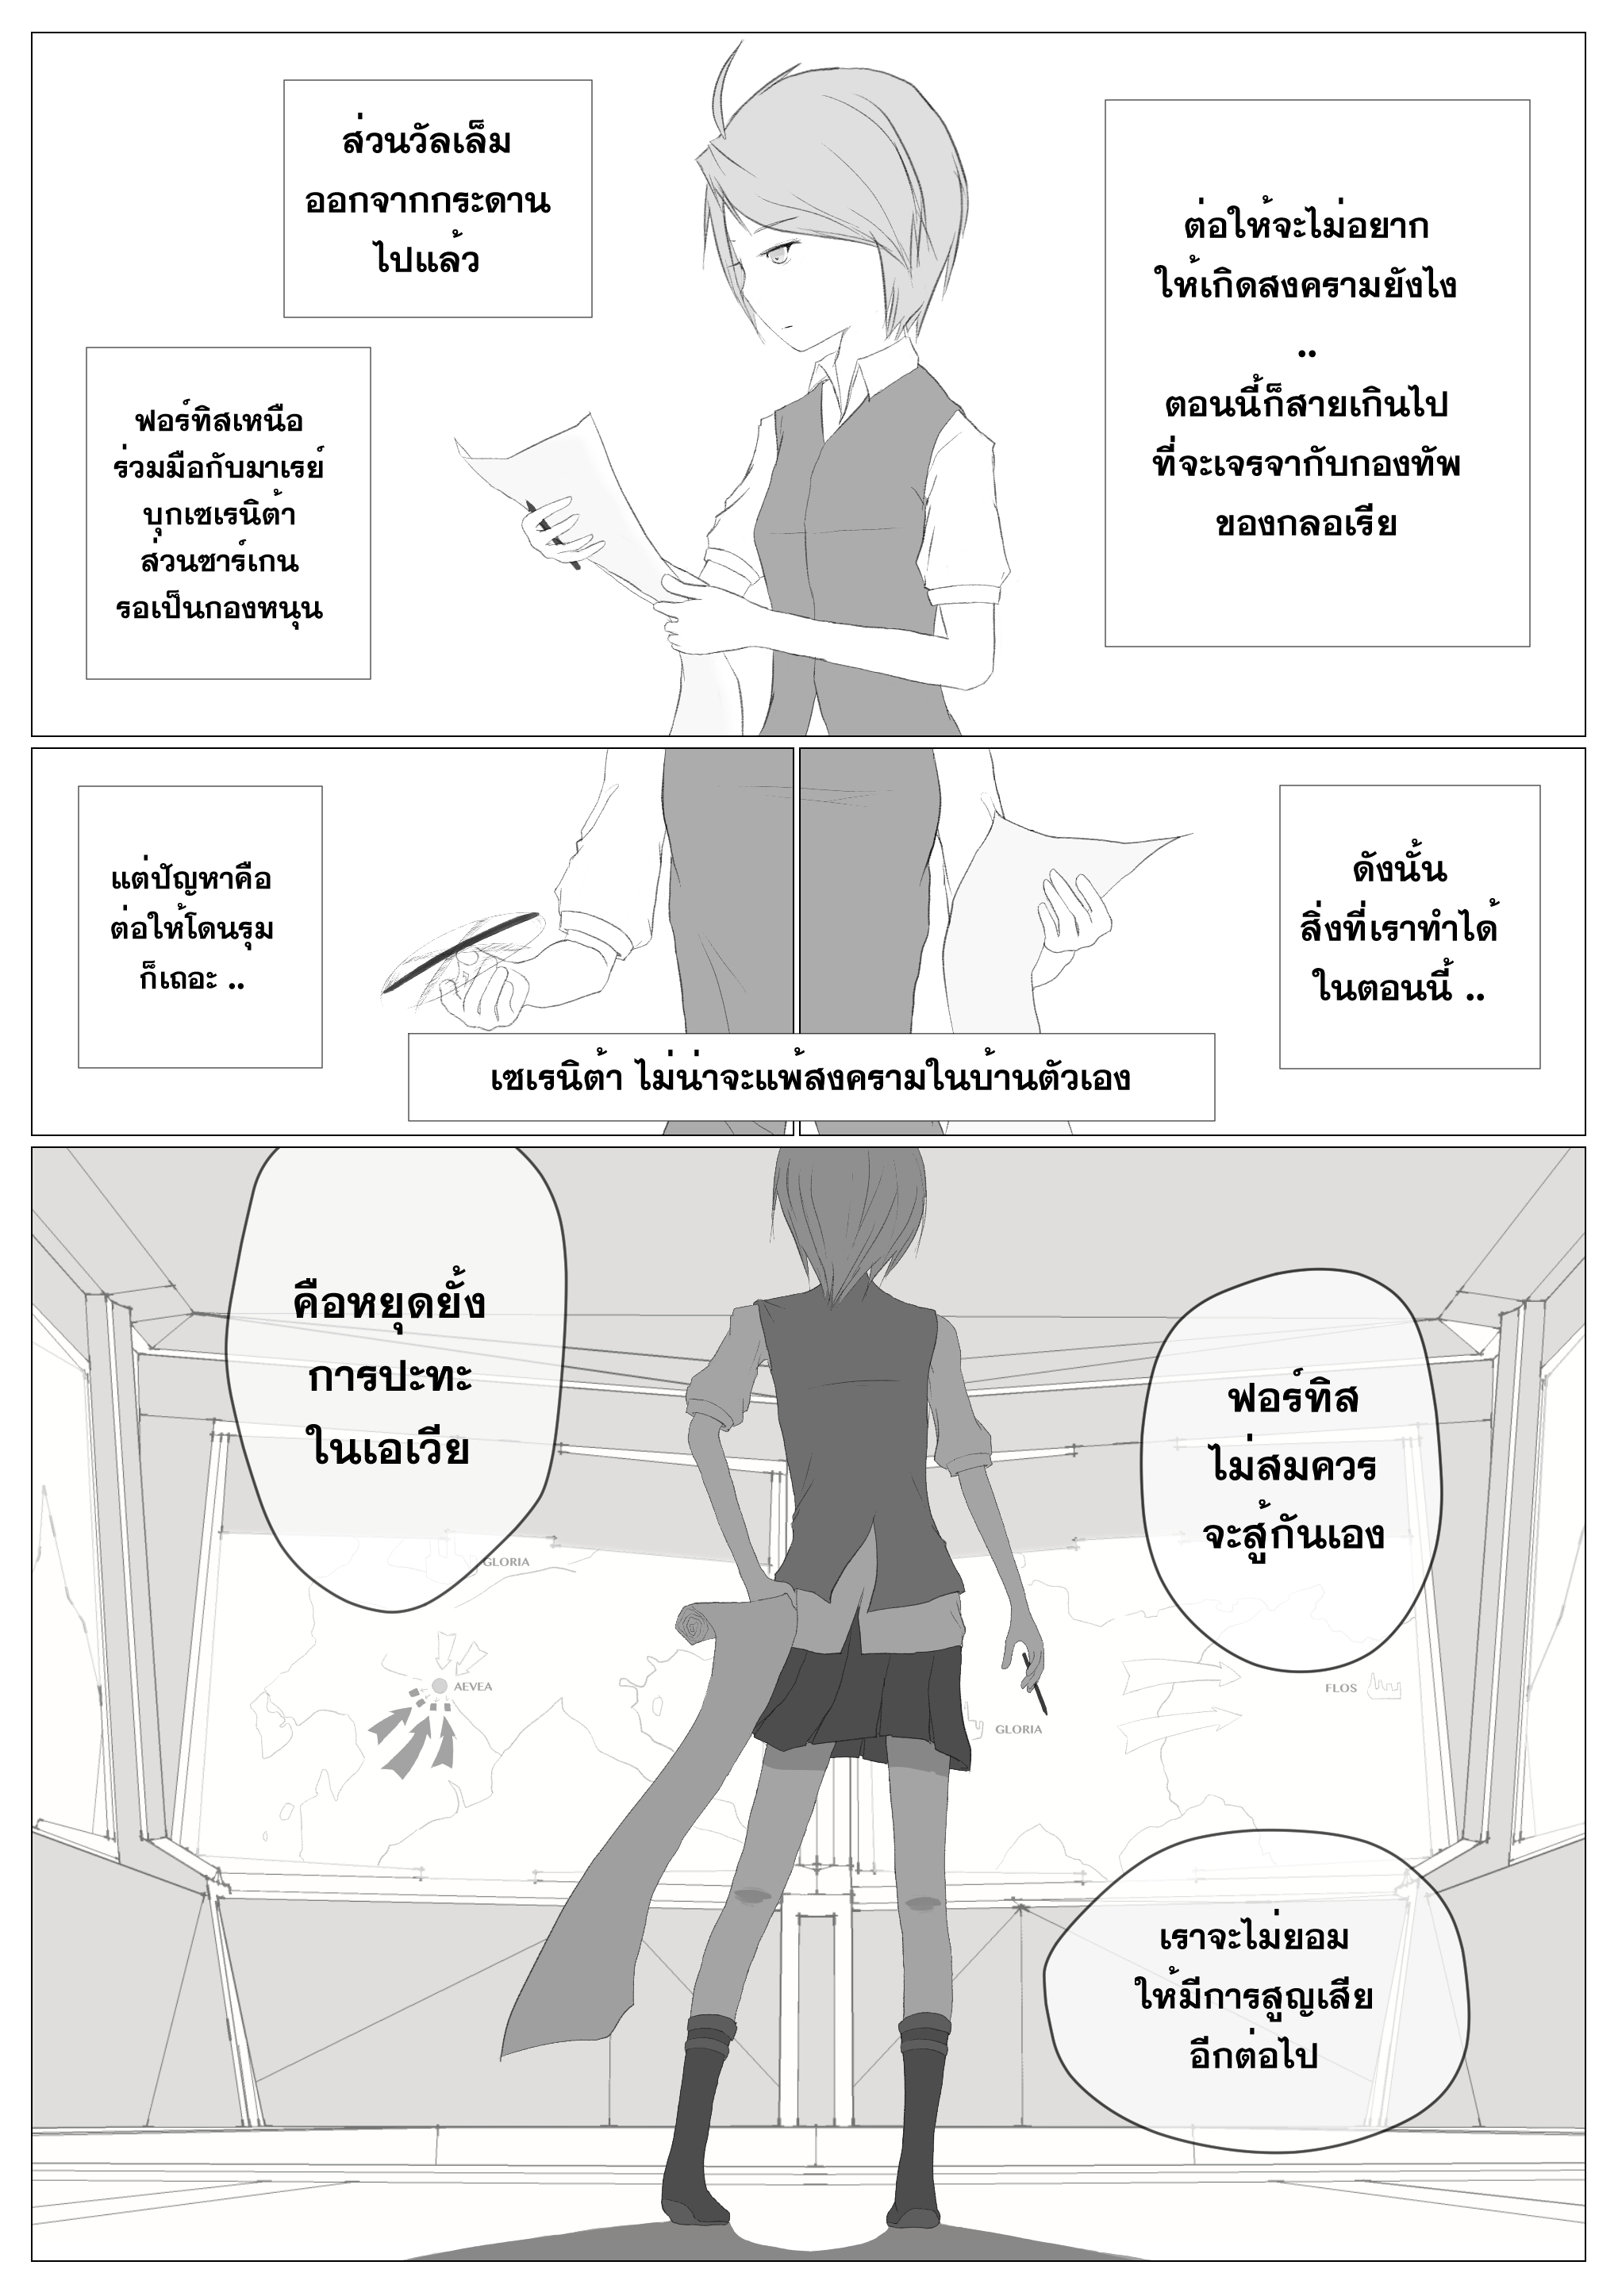 ส่วนวัลเล็ม
ออกจากกระดาน
ไปแล้ว
ฟอร์ทิสเหนือ
ร่วมมือกับมาเรย์
บุกเซเรนิต้า
ส่วนซาร์เกน
รอเป็นกองหนุน
ต่อให้จะไม่อยาก
ให้เกิดสงครามยังไง
..
ตอนนี้ก็สายเกินไป
ที่จะเจรจากับกองทัพ
ของกลอเรีย
แต่ปัญหาคือ
ต่อให้โดนรุม
ก็เถอะ ..
เซเรนิต้า ไม่น่าจะแพ้สงครามในบ้านตัวเอง
ดังนั้น
สิ่งที่เราทำได้
ในตอนนี้ ..
คือหยุดยั้ง
การปะทะ
ในเอเวีย
ฟอร์ทิส
ไม่สมควร
จะสู้กันเอง
GLORIA
AEVEA
FLOS
GLORIA
เราจะไม่ยอม
ให้มีการสูญเสีย
อีกต่อไป